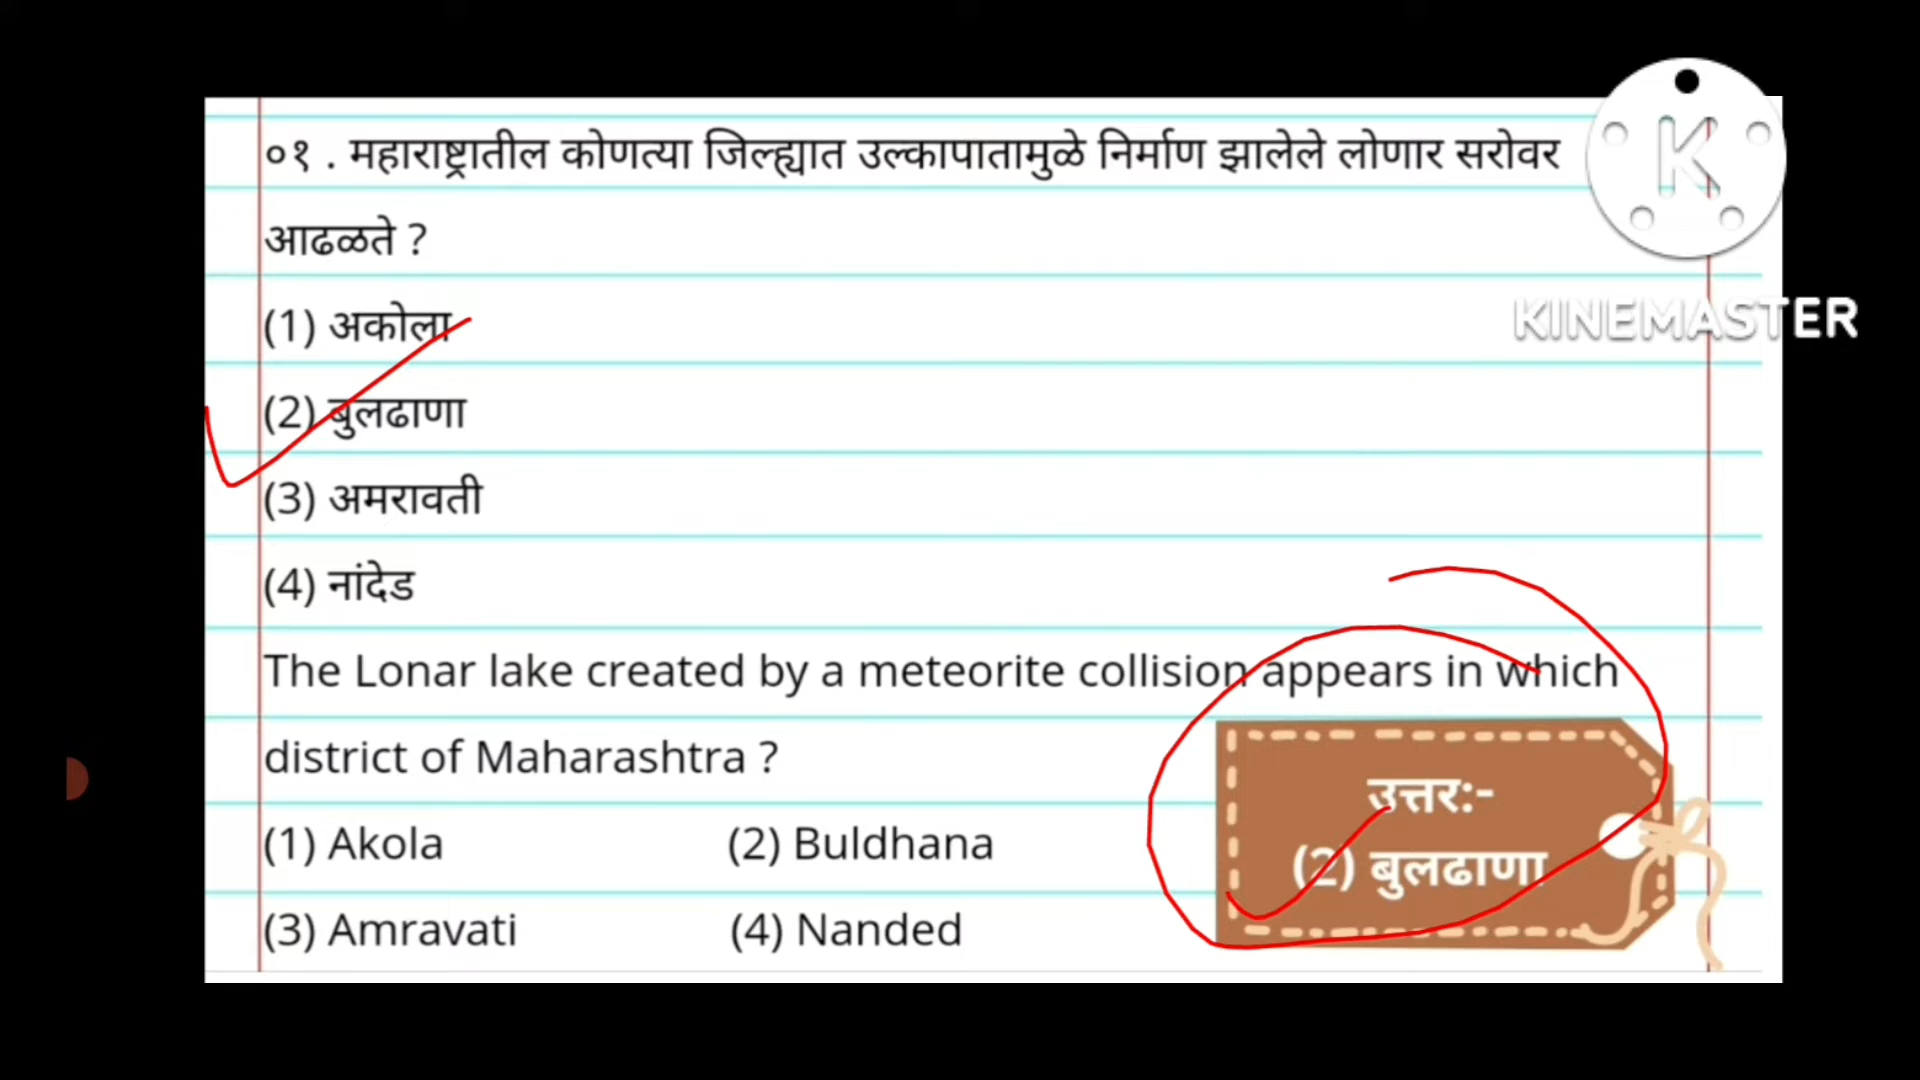 ०१ . महाराष्ट्रातील कोणत्या जिल्ह्यात उल्कापातामुळे निर्माण झालेले लोणार सरोवर
आढळते ?
(1) अकोला
(2) बुलढाणा
(3) अमरावती
(4) नांदेड
The Lonar lake created by a meteorite collision appears in which
district of Maharashtra ?
(1) Akola (2) Buldhana
(3) Amravati (4) Nanded
उत्तर:-
(2) बुलढाणा
K
KINEMASTER